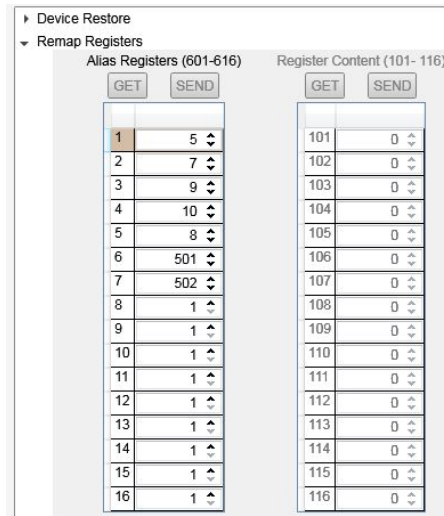 Device Restore
Remap Registers
Alias Registers (601-616) Register Content (101- 116)
GET SEND GET SEND
1 5 101 0
2 7 102 0
3 9 103 0
4 10 104 0
5 8 105 0
6 501 106 0
7 502 107 0
8 1 108 0
9 1 109 0
10 1 110 0
11 1 111 0
12 1 112 0
13 1 113 0
14 1 114 0
15 1 115 0
16 1 116 0